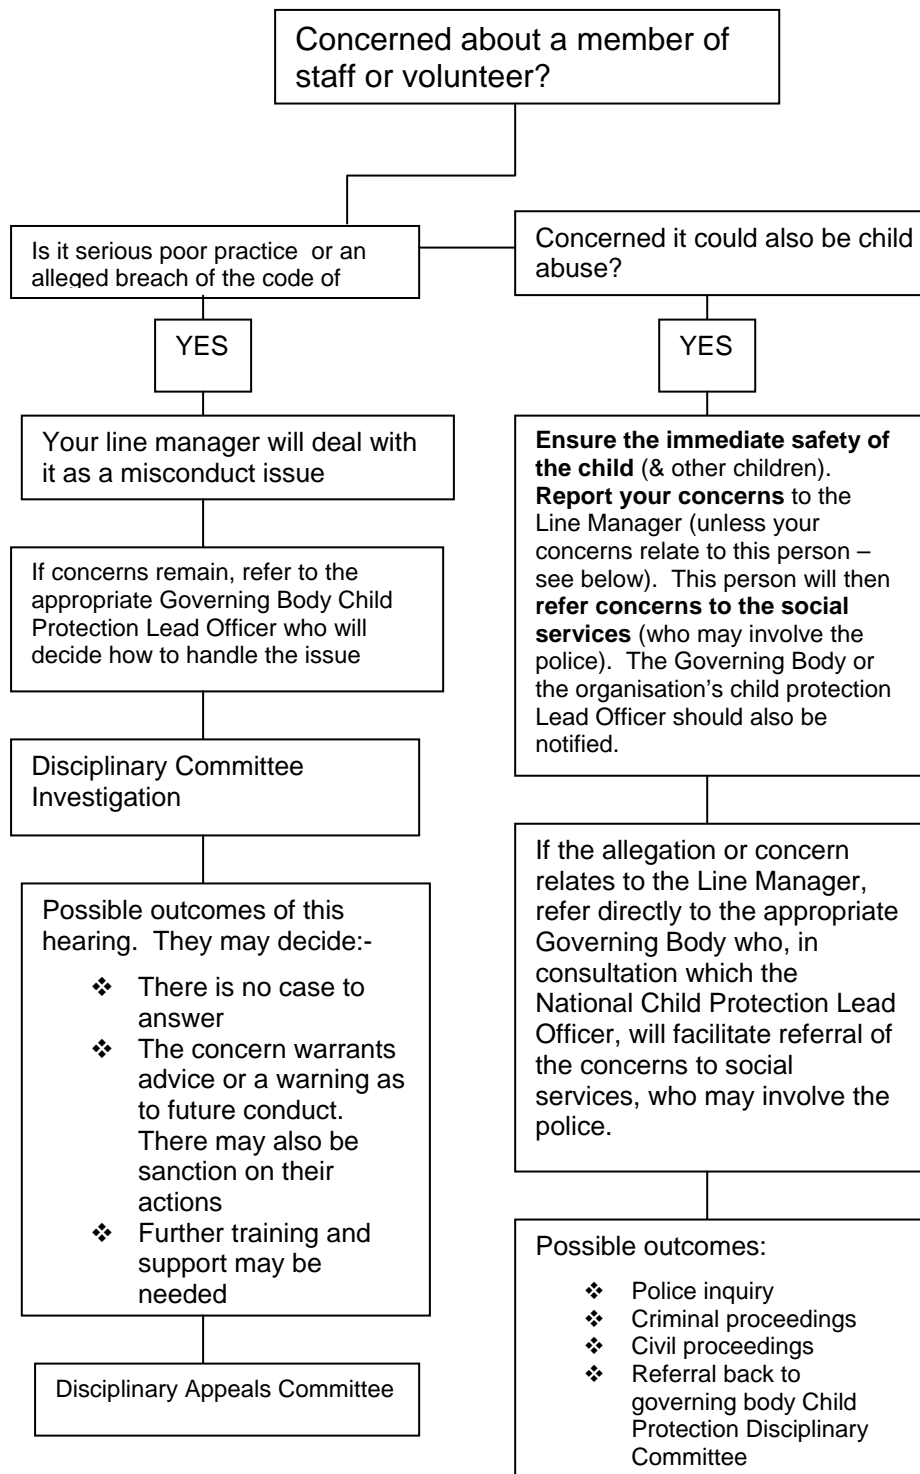 Concerned about a member of
staff or volunteer?
Is it serious poor practice or an
alleged breach of the code of
YES
Your line manager will deal with
it as a misconduct issue
If concerns remain, refer to the
appropriate Governing Body Child
Protection Lead Officer who will
decide how to handle the issue
Disciplinary Committee
Investigation
Possible outcomes of this
hearing. They may decide:-
❖ There is no case to
answer
❖ The concern warrants
advice or a warning as
to future conduct.
There may also be
sanction on their
actions
❖ Further training and
support may be
needed
Disciplinary Appeals Committee
Concerned it could also be child
abuse?
YES
Ensure the immediate safety of
the child (& other children).
Report your concerns to the
Line Manager (unless your
concerns relate to this person –
see below). This person will then
refer concerns to the social
services (who may involve the
police). The Governing Body or
the organisation's child protection
Lead Officer should also be
notified.
If the allegation or concern
relates to the Line Manager,
refer directly to the appropriate
Governing Body who, in
consultation which the
National Child Protection Lead
Officer, will facilitate referral of
the concerns to social
services, who may involve the
police.
Possible outcomes:
❖ Police inquiry
❖ Criminal proceedings
❖ Civil proceedings
❖ Referral back to
governing body Child
Protection Disciplinary
Committee